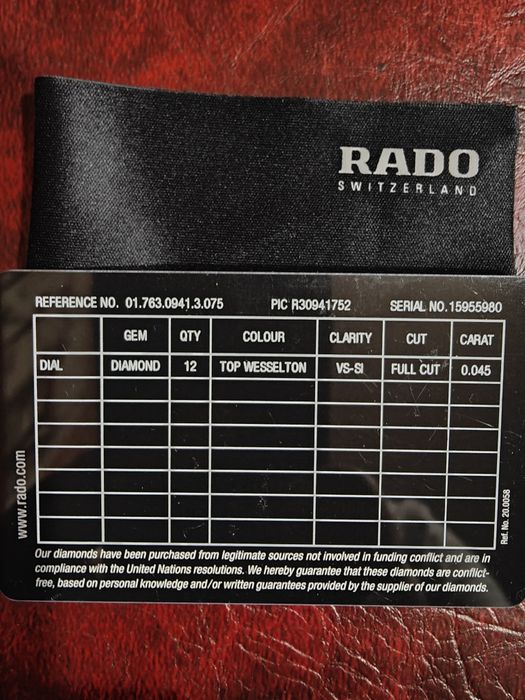 RADO
SWITZERLAND
REFERENCE NO. 01.763.0941.3.075 PIC R30941752 SERIAL NO.15955980
GEM QTY COLOUR CLARITY CUT CARAT
DIAL DIAMOND 12 TOP WESSELTON VS-SI FULL CUT 0.045
www.rado.com
Ref. No. 20.0058
Our diamonds have been purchased from legitimate sources not involved in funding conflict and are in
compliance with the United Nations resolutions. We hereby guarantee that these diamonds are conflict-
free, based on personal knowledge and/or written guarantees provided by the supplier of our diamonds.